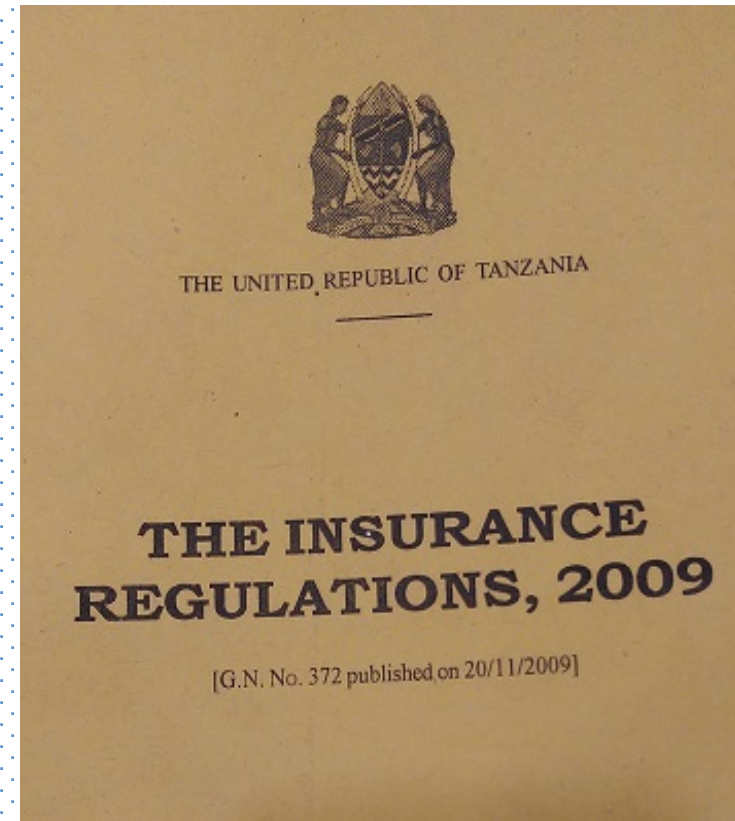 THE UNITED REPUBLIC OF TANZANIA
THE INSURANCE
REGULATIONS, 2009
[G.N. No. 372 published on 20/11/2009]